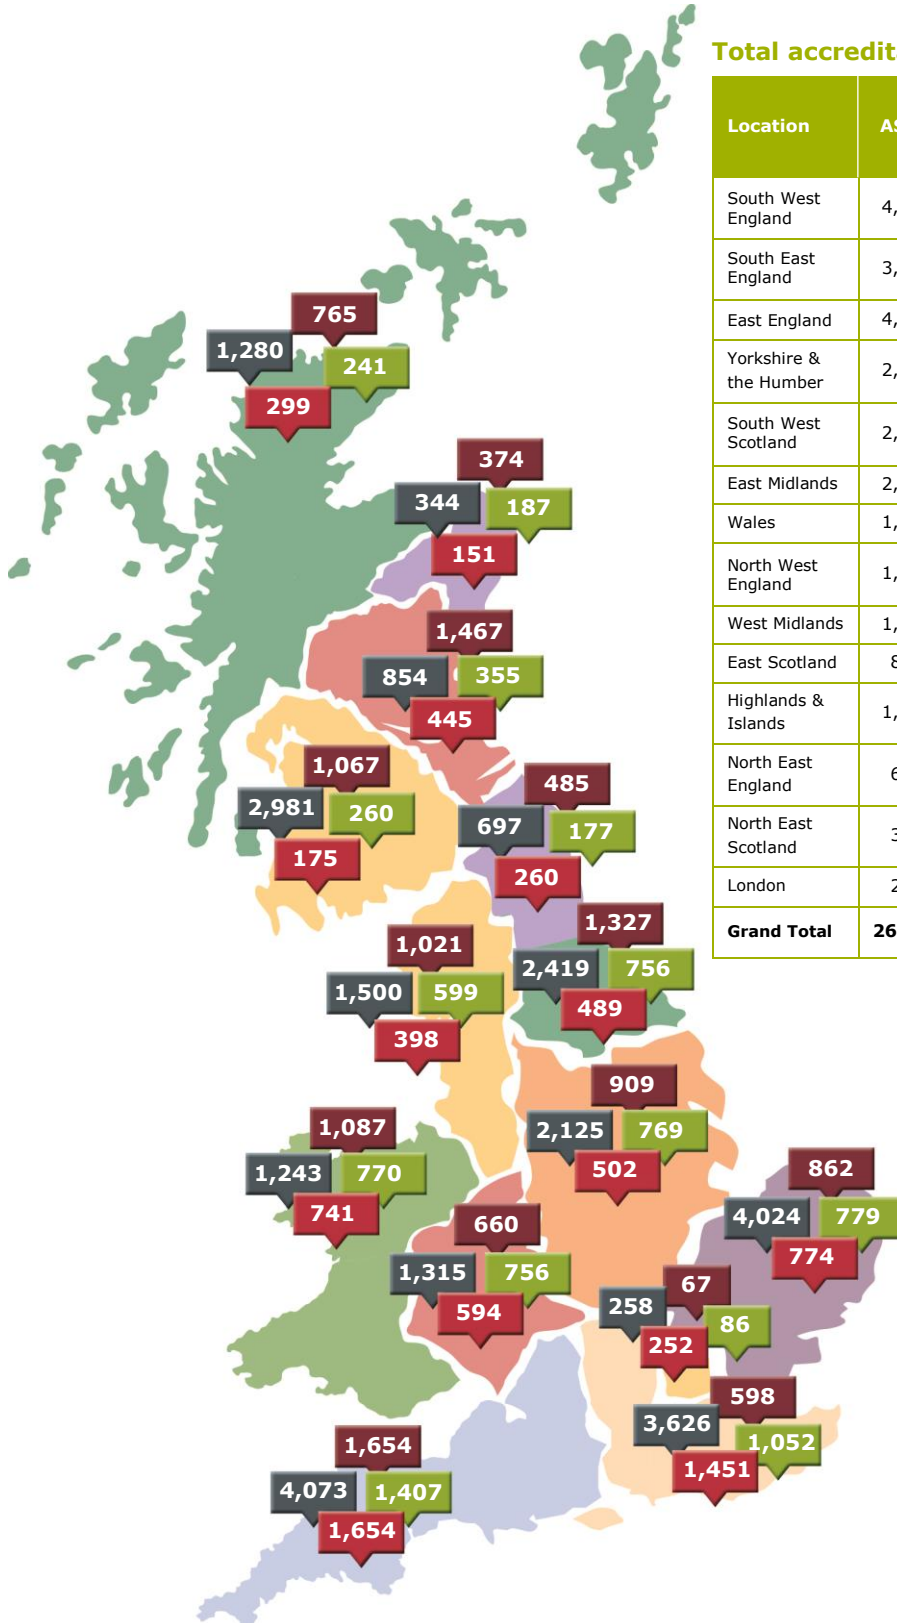 Total accredit
Location AS
South West
England 4,
South East
England 3,
East England 4,
Yorkshire &
the Humber 2,
South West
Scotland 2,
East Midlands 2,
Wales 1,
North West
England 1,
West Midlands 1,
East Scotland 8
Highlands &
Islands 1,
North East
England 6
North East
Scotland 3
London 2
Grand Total 26
765
1,280 241
299
374
344 187
151
1,467
854 355
445
1,067
2,981 260
175
485
697 177
260
1,327
2,419 756
489
1,021
1,500 599
398
909
2,125 769
502
1,087
1,243 770
741
862
4,024 779
774
660
1,315 756
594
67
258 86
252
598
3,626 1,052
1,451
1,654
4,073 1,407
1,654